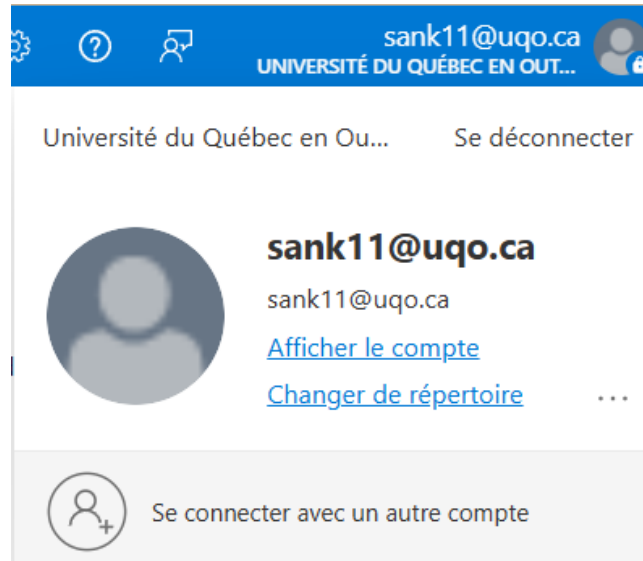 sank11@uqo.ca
UNIVERSITÉ DU QUÉBEC EN OUT...
Université du Québec en Ou... Se déconnecter
sank11@uqo.ca
sank11@uqo.ca
Afficher le compte
Changer de répertoire ...
Se connecter avec un autre compte